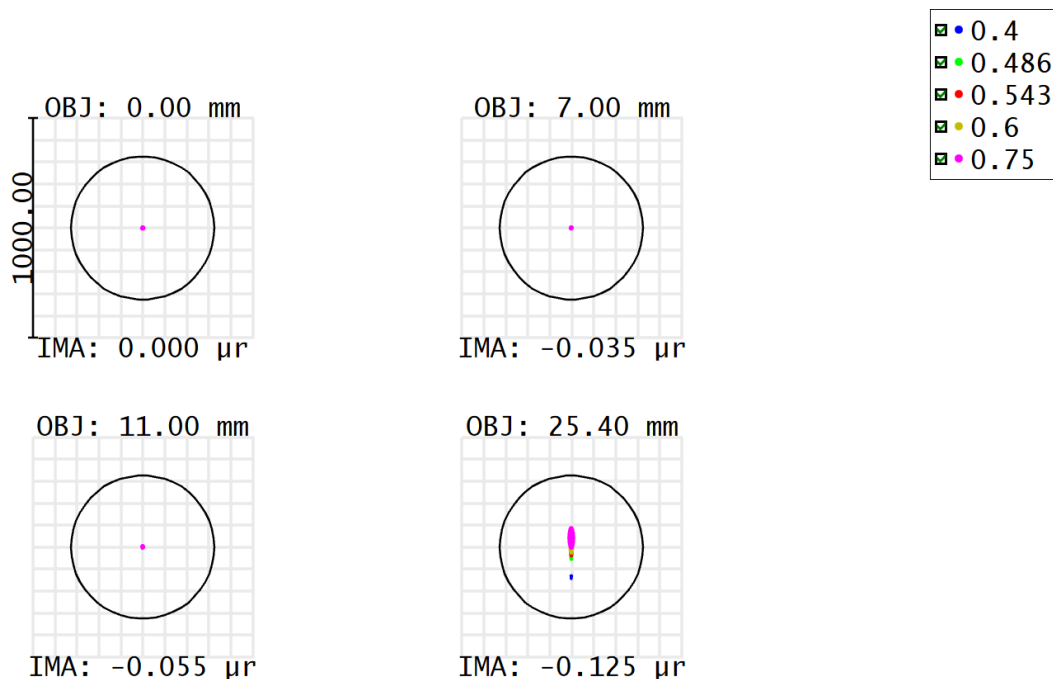 0.4
0.486
0.543
0.6
0.75
OBJ: 0.00 mm
OBJ: 7.00 mm
1000.00
IMA: 0.000 µr
IMA: -0.035 µr
OBJ: 11.00 mm
OBJ: 25.40 mm
IMA: -0.055 µr
IMA: -0.125 µr